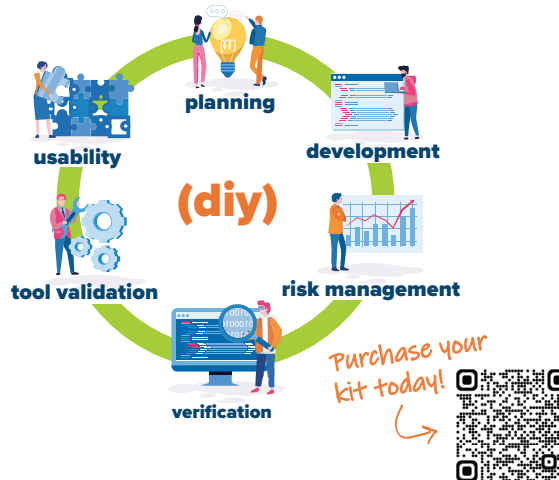 planning
usability
development
(diy)
tool validation
risk management
verification
Purchase your
kit today!